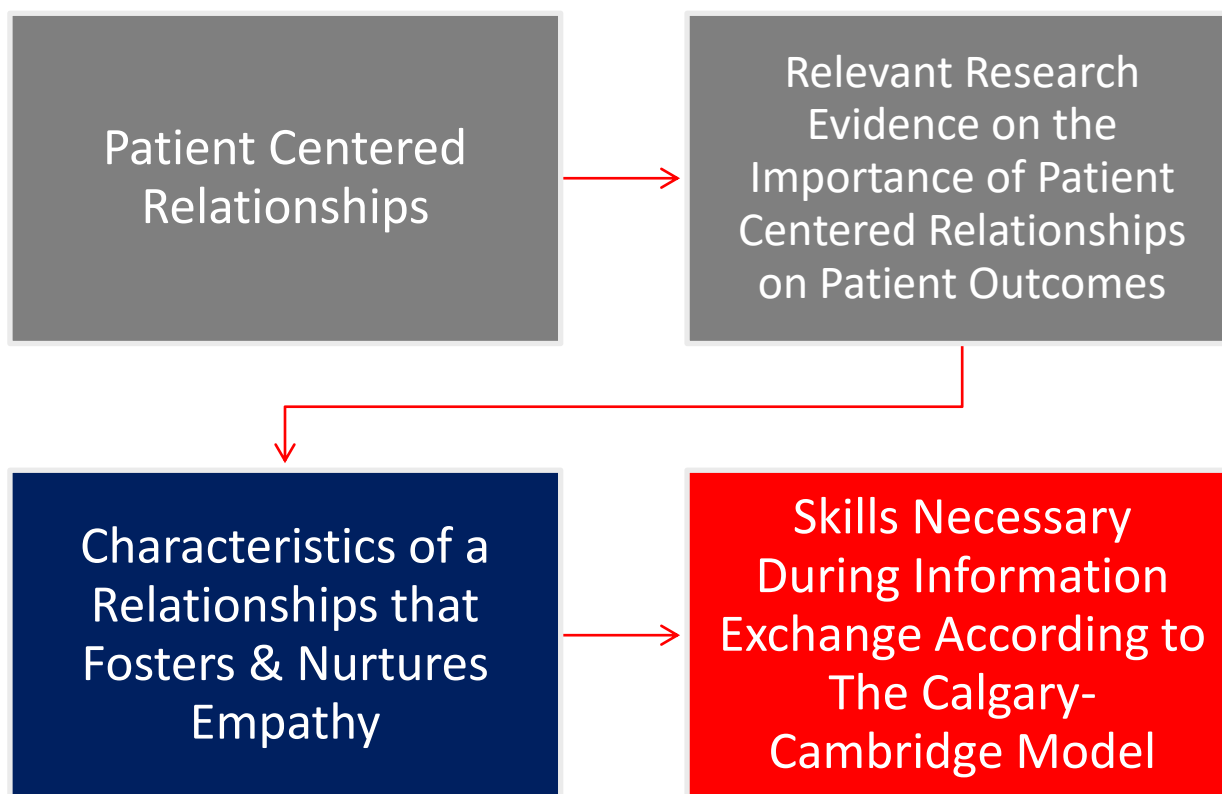 Patient Centered
Relationships
Relevant Research
Evidence on the
Importance of Patient
Centered Relationships
on Patient Outcomes
Characteristics of a
Relationships that
Fosters & Nurtures
Empathy
Skills Necessary
During Information
Exchange According to
The Calgary-
Cambridge Model